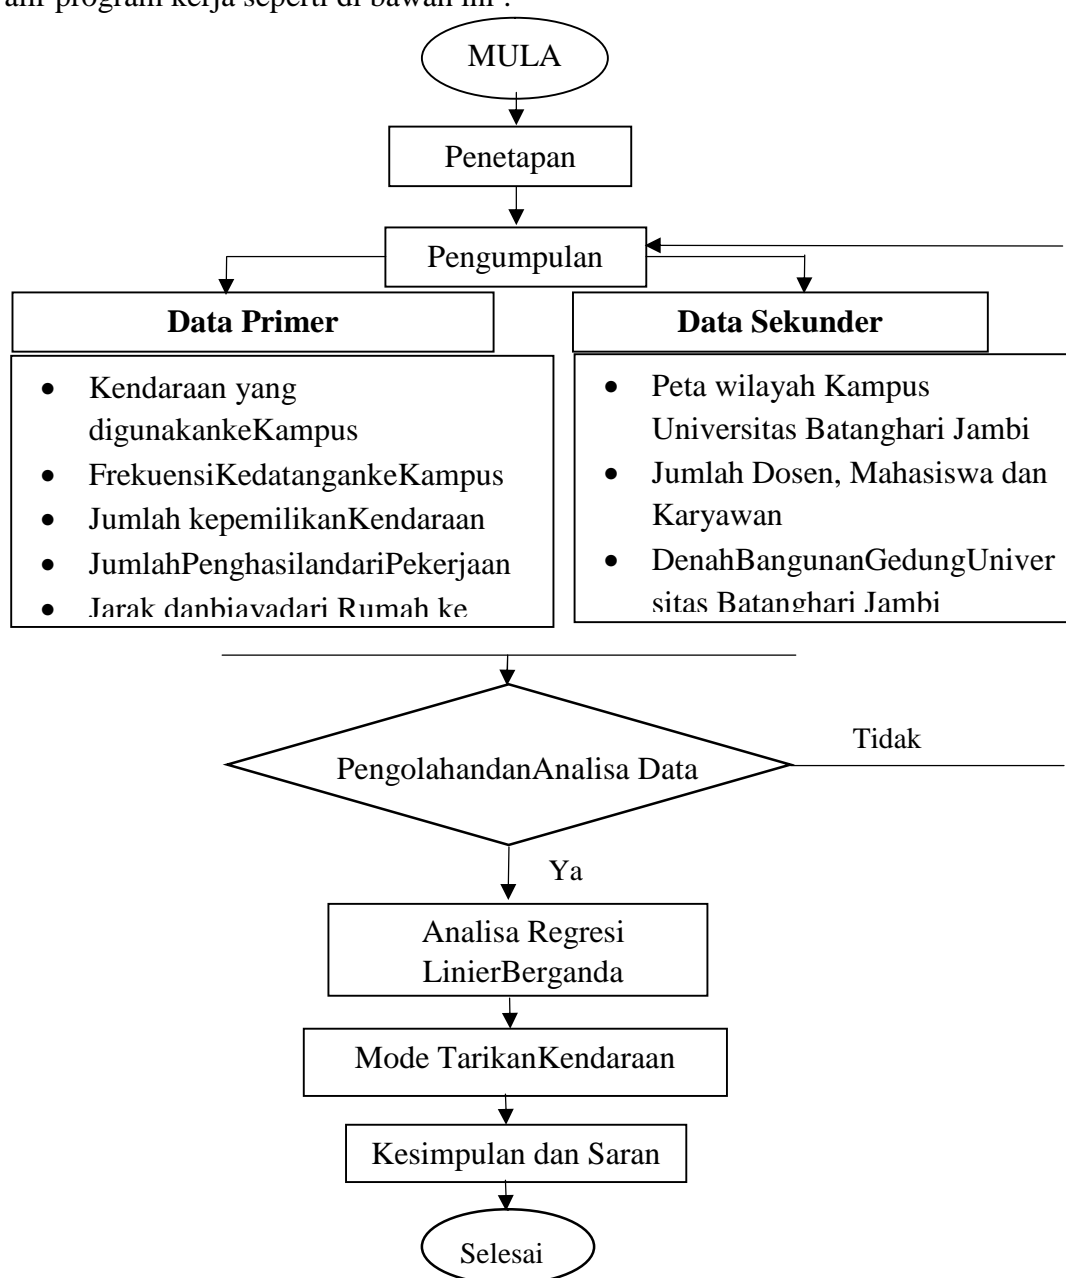 alir program kerja seperti di bawah ini :
MULA
Penetapan
Pengumpulan
Data Primer
• Kendaraan yang
digunakankeKampus
• FrekuensiKedatangankeKampus
• Jumlah kepemilikanKendaraan
• JumlahPenghasilandariPekerjaan
• Jarak danbiayadari Rumah ke
Data Sekunder
• Peta wilayah Kampus
Universitas Batanghari Jambi
• Jumlah Dosen, Mahasiswa dan
Karyawan
• DenahBangunanGedungUniver
sitas Batanghari Jambi
PengolahandanAnalisa Data
Tidak
Ya
Analisa Regresi
LinierBerganda
Mode TarikanKendaraan
Kesimpulan dan Saran
Selesai